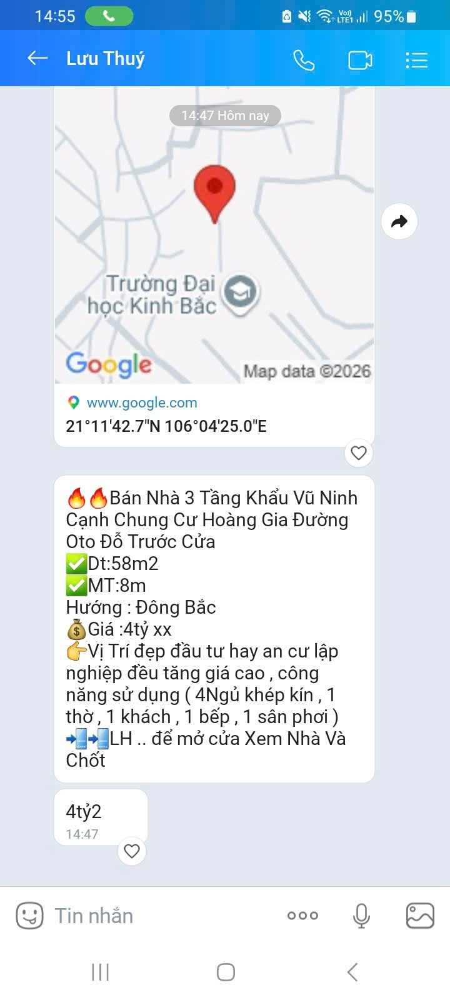 14:55
Vo))
LTE1
95%
Lưu Thuý
14:47 Hôm nay
Trường Đại
học Kinh Bắc
Google
Map data ©2026
www.google.com
21°11'42.7"N 106°04'25.0"E
🔥🔥Bán Nhà 3 Tầng Khẩu Vũ Ninh
Cạnh Chung Cư Hoàng Gia Đường
Oto Đỗ Trước Cửa
✅Dt:58m2
✅MT:8m
Hướng : Đông Bắc
💰Giá :4tỷ xx
👉Vị Trí đẹp đầu tư hay an cư lập
nghiệp đều tăng giá cao , công
năng sử dụng ( 4Ngủ khép kín , 1
thờ , 1 khách , 1 bếp , 1 sân phơi )
📲📲LH .. để mở cửa Xem Nhà Và
Chốt
4tỷ2
14:47
Tin nhắn